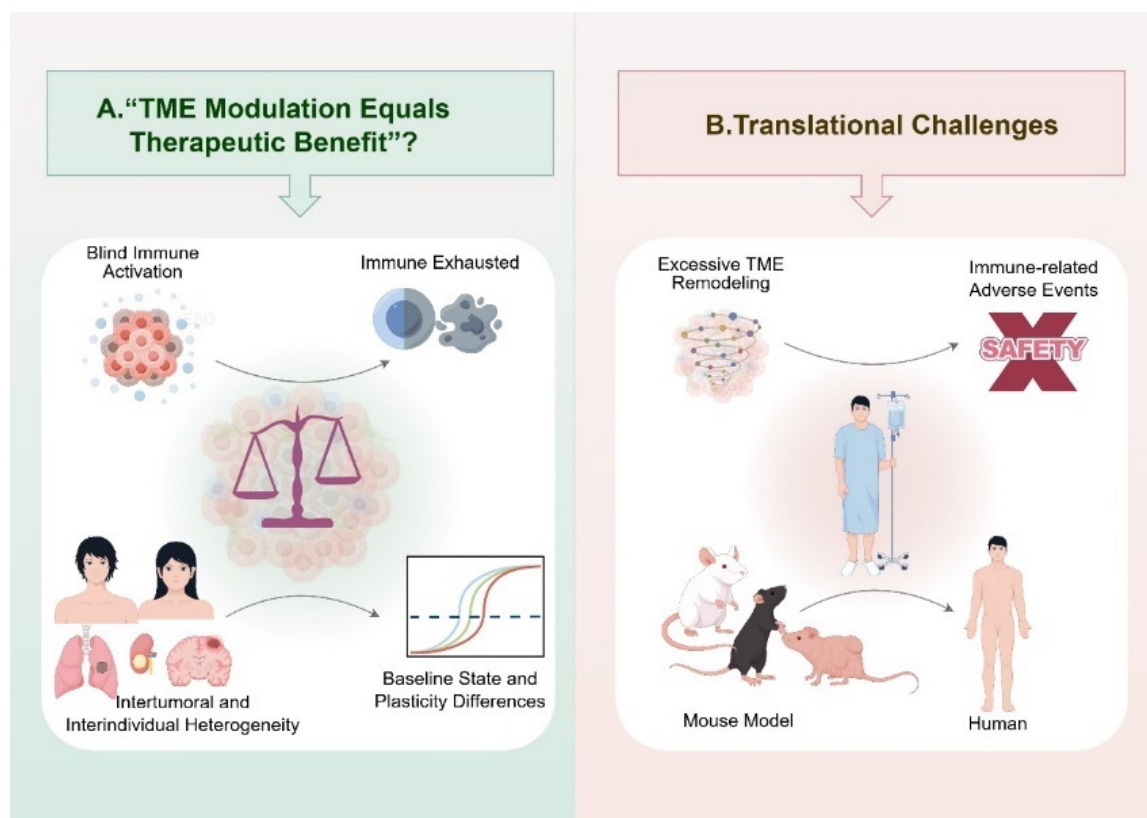 A.“TME Modulation Equals
Therapeutic Benefit”?
Blind Immune
Activation
Immune Exhausted
Intertumoral and
Interindividual Heterogeneity
Baseline State and
Plasticity Differences
B.Translational Challenges
Excessive TME
Remodeling
Immune-related
Adverse Events
SAFETY
Mouse Model
Human